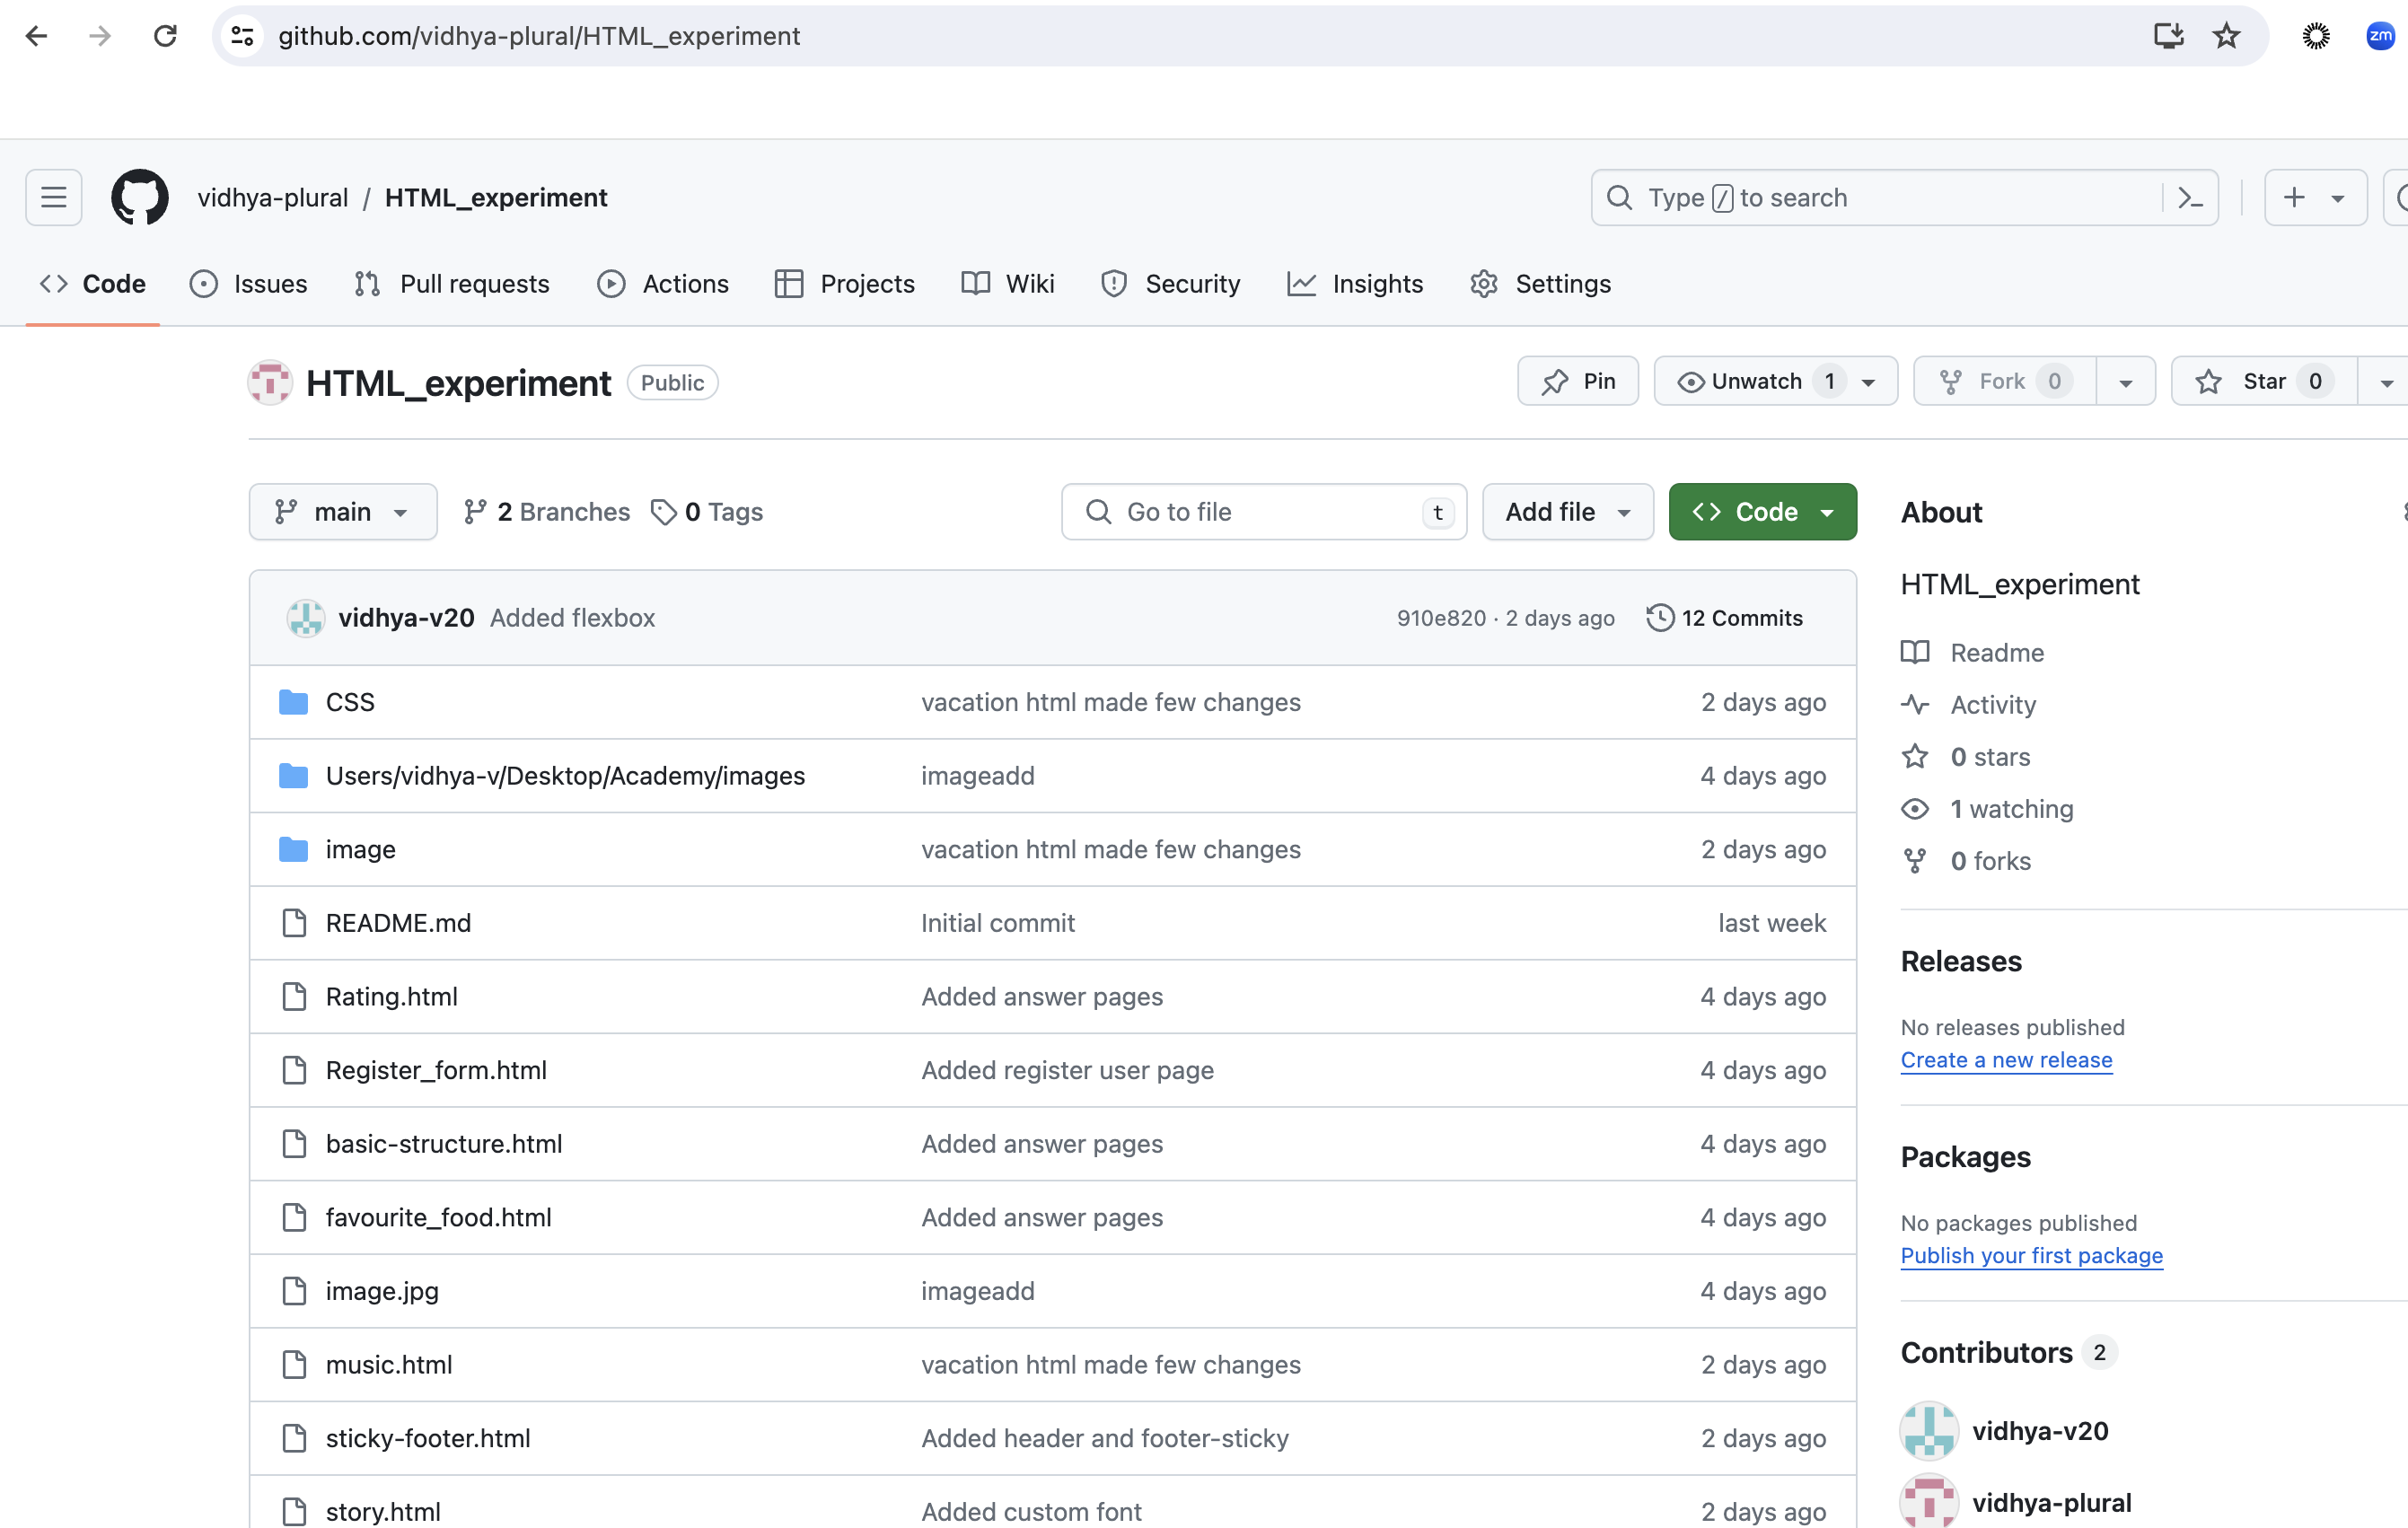 github.com/vidhya-plural/HTML_experiment
zm
vidhya-plural / HTML_experiment
Type / to search
Code Issues Pull requests Actions Projects Wiki Security Insights Settings
HTML_experiment Public
Pin Unwatch 1 Fork 0 Star 0
main 2 Branches 0 Tags Go to file t Add file Code
vidhya-v20 Added flexbox 910e820 · 2 days ago 12 Commits
CSS vacation html made few changes 2 days ago
Users/vidhya-v/Desktop/Academy/images imageadd 4 days ago
image vacation html made few changes 2 days ago
README.md Initial commit last week
Rating.html Added answer pages 4 days ago
Register_form.html Added register user page 4 days ago
basic-structure.html Added answer pages 4 days ago
favourite_food.html Added answer pages 4 days ago
image.jpg imageadd 4 days ago
music.html vacation html made few changes 2 days ago
sticky-footer.html Added header and footer-sticky 2 days ago
story.html Added custom font 2 days ago
About
HTML_experiment
Readme
Activity
0 stars
1 watching
0 forks
Releases
No releases published
Create a new release
Packages
No packages published
Publish your first package
Contributors 2
vidhya-v20
vidhya-plural